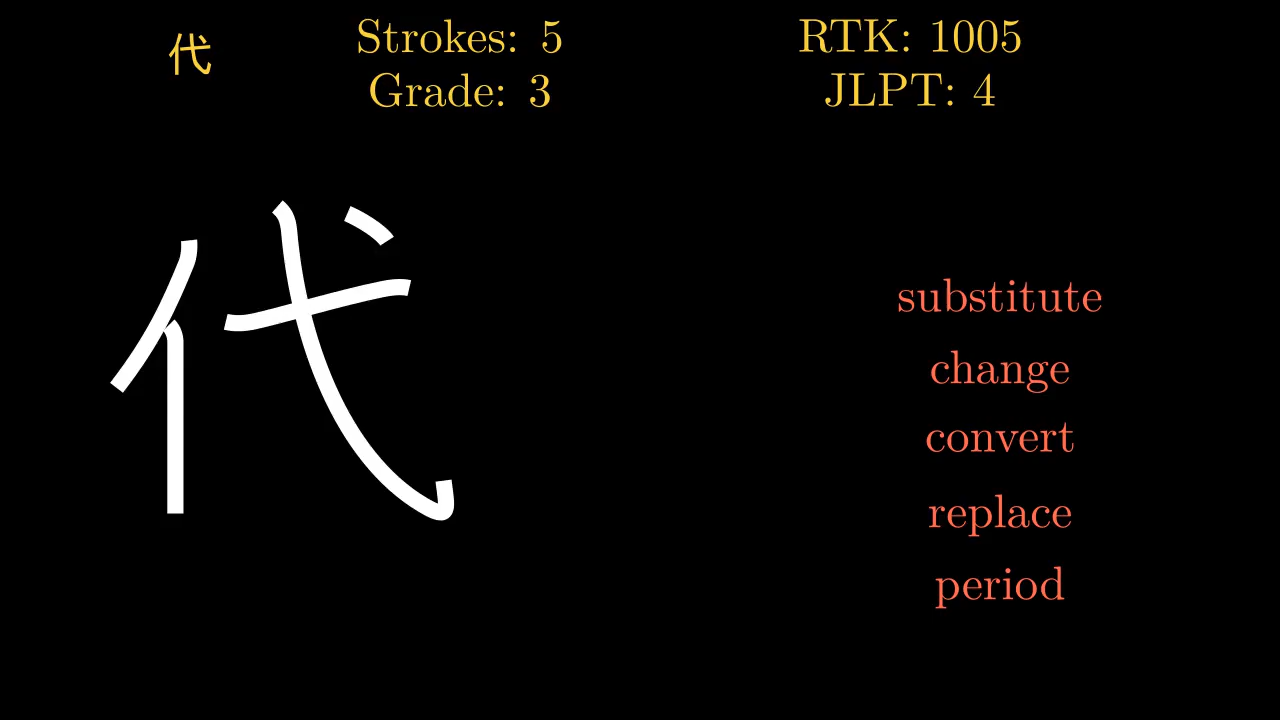 代
Strokes: 5
Grade: 3
RTK: 1005
JLPT: 4
代
substitute
change
convert
replace
period